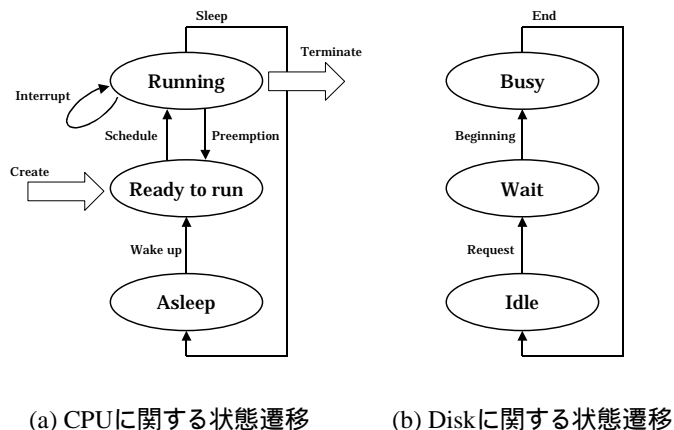 Sleep
Terminate
Running
Interrupt
Schedule
Preemption
Create
Ready to run
Wake up
Asleep
End
Busy
Beginning
Wait
Request
Idle
(a) CPUに関する状態遷移
(b) Diskに関する状態遷移